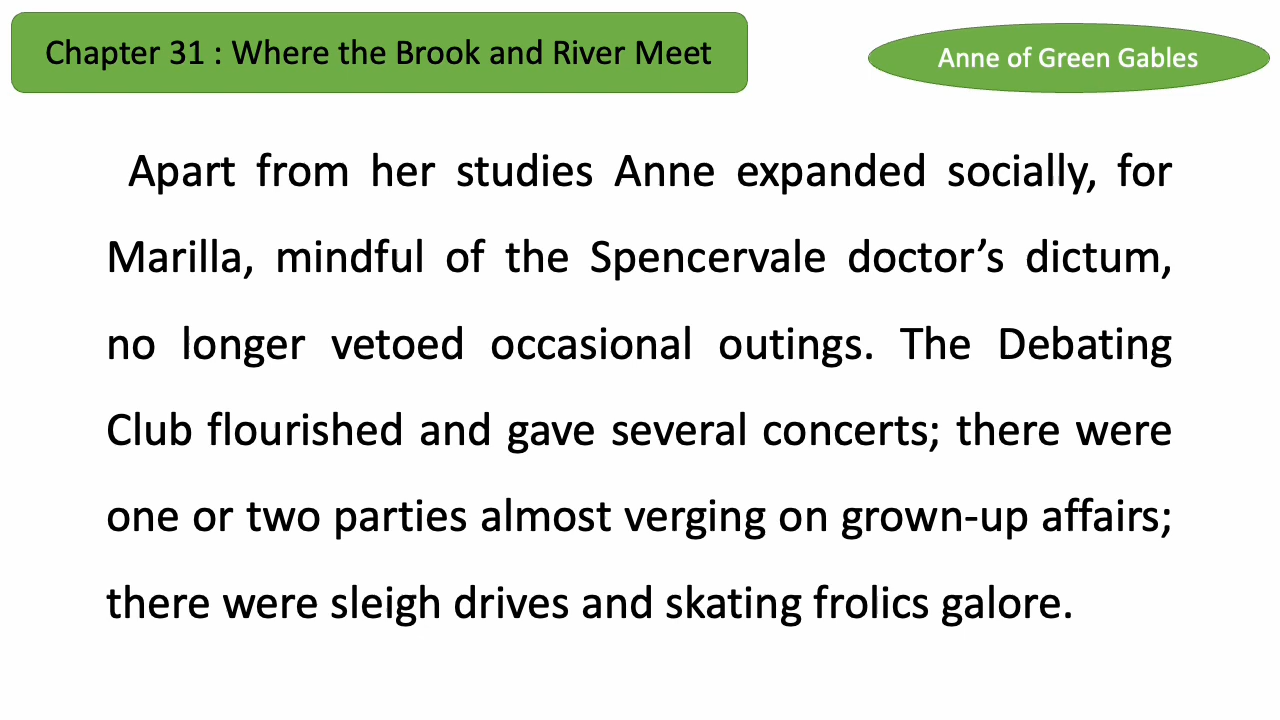 Chapter 31 : Where the Brook and River Meet
Anne of Green Gables
Apart from her studies Anne expanded socially, for
Marilla, mindful of the Spencervale doctor’s dictum,
no longer vetoed occasional outings. The Debating
Club flourished and gave several concerts; there were
one or two parties almost verging on grown-up affairs;
there were sleigh drives and skating frolics galore.